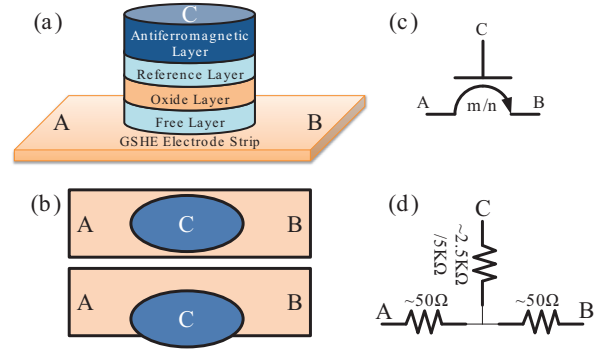 (a)
C
Antiferromagnetic
Layer
Reference Layer
Oxide Layer
Free Layer
A
B
GSHE Electrode Strip
(b)
A
C
B
A
C
B
(c)
C
A
m/n
B
(d)
C
~2.5KΩ
/5KΩ
A
~50Ω
~50Ω
B